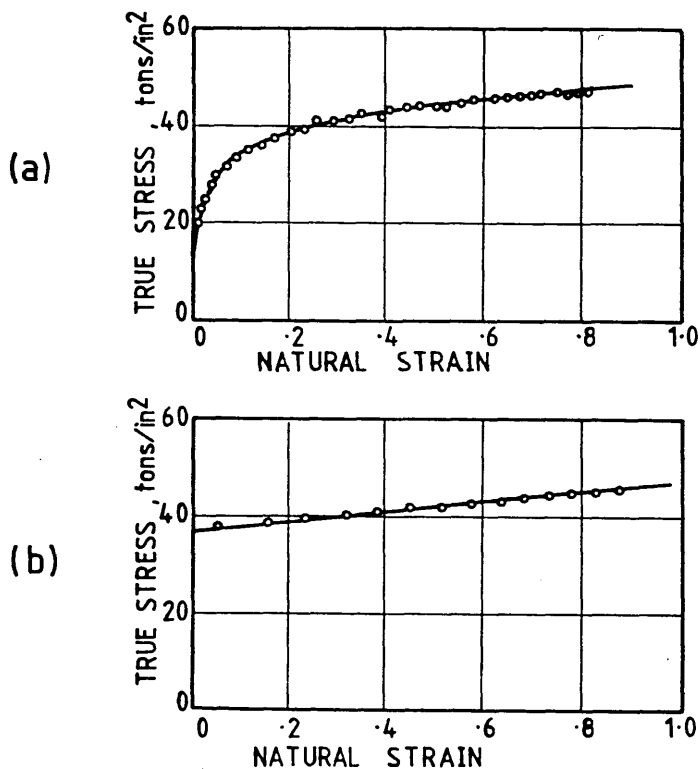 (a)
TRUE STRESS, tons/in²
60
40
20
0
0 ·2 ·4 ·6 ·8 1·0
NATURAL STRAIN
(b)
TRUE STRESS, tons/in²
60
40
20
0
0 ·2 ·4 ·6 ·8 1·0
NATURAL STRAIN